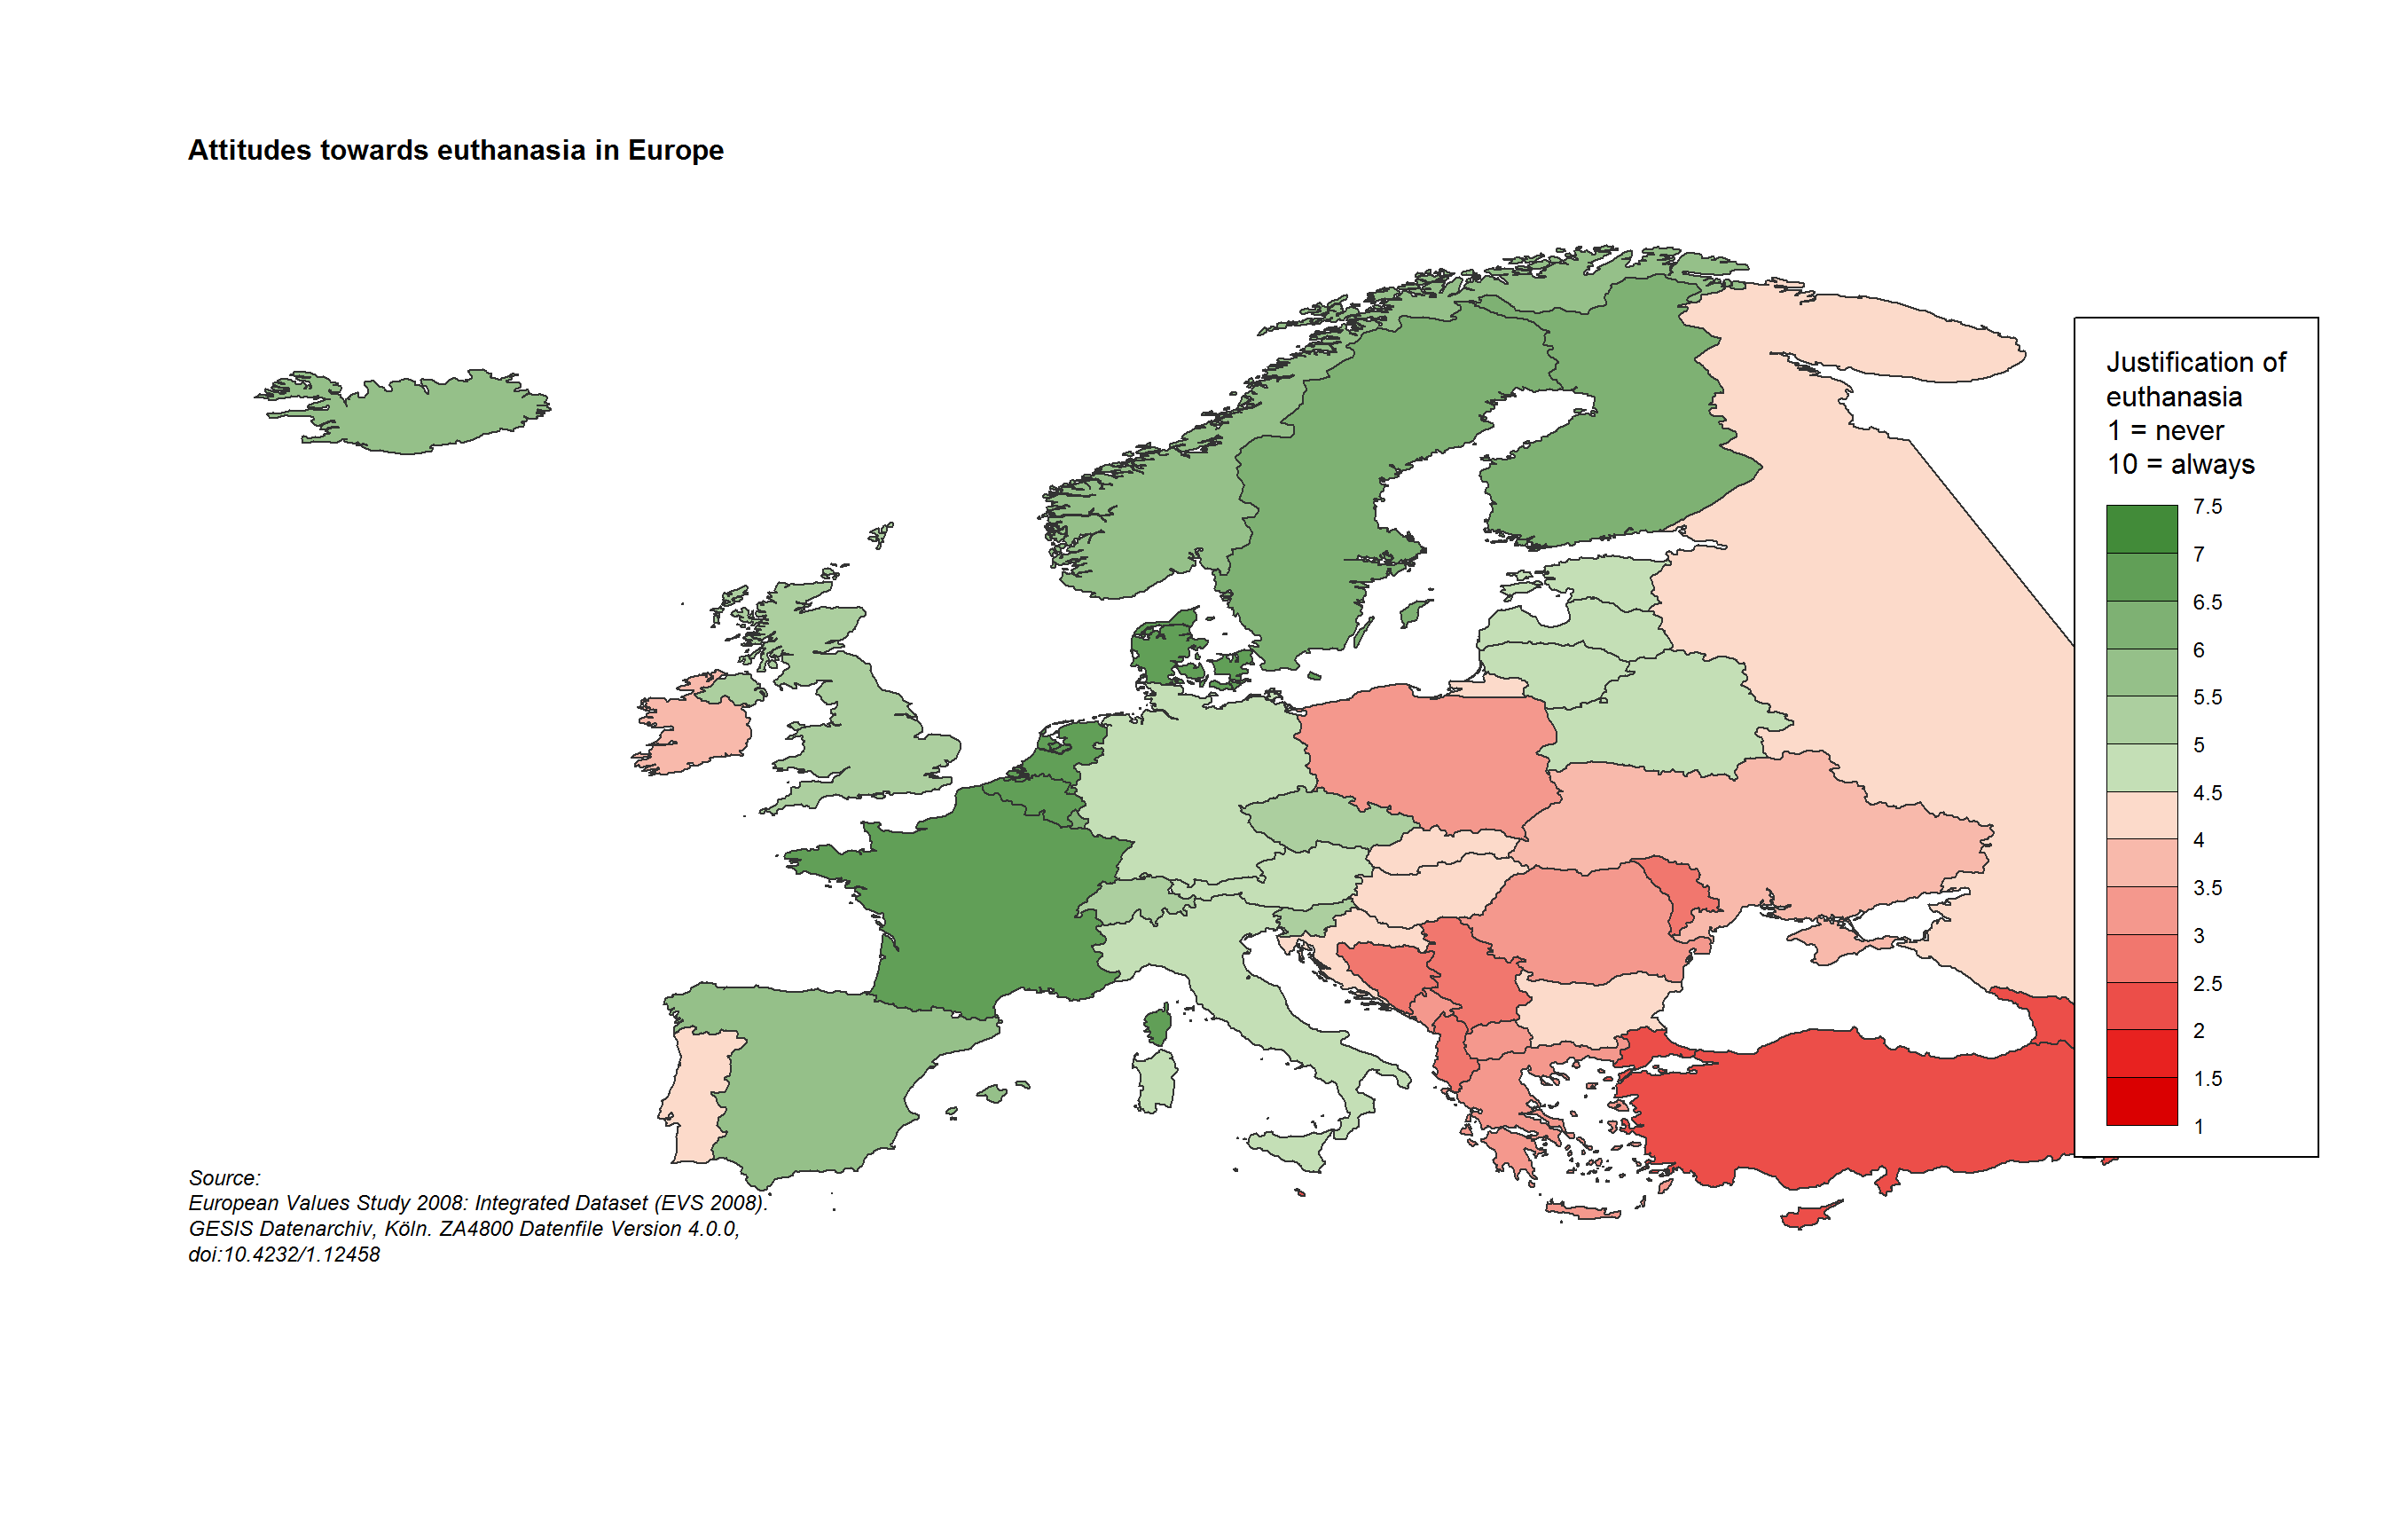 Attitudes towards euthanasia in Europe
Justification of
euthanasia
1 = never
10 = always
7.5
7
6.5
6
5.5
5
4.5
4
3.5
3
2.5
2
1.5
1
Source:
European Values Study 2008: Integrated Dataset (EVS 2008).
GESIS Datenarchiv, Köln. ZA4800 Datenfile Version 4.0.0,
doi:10.4232/1.12458